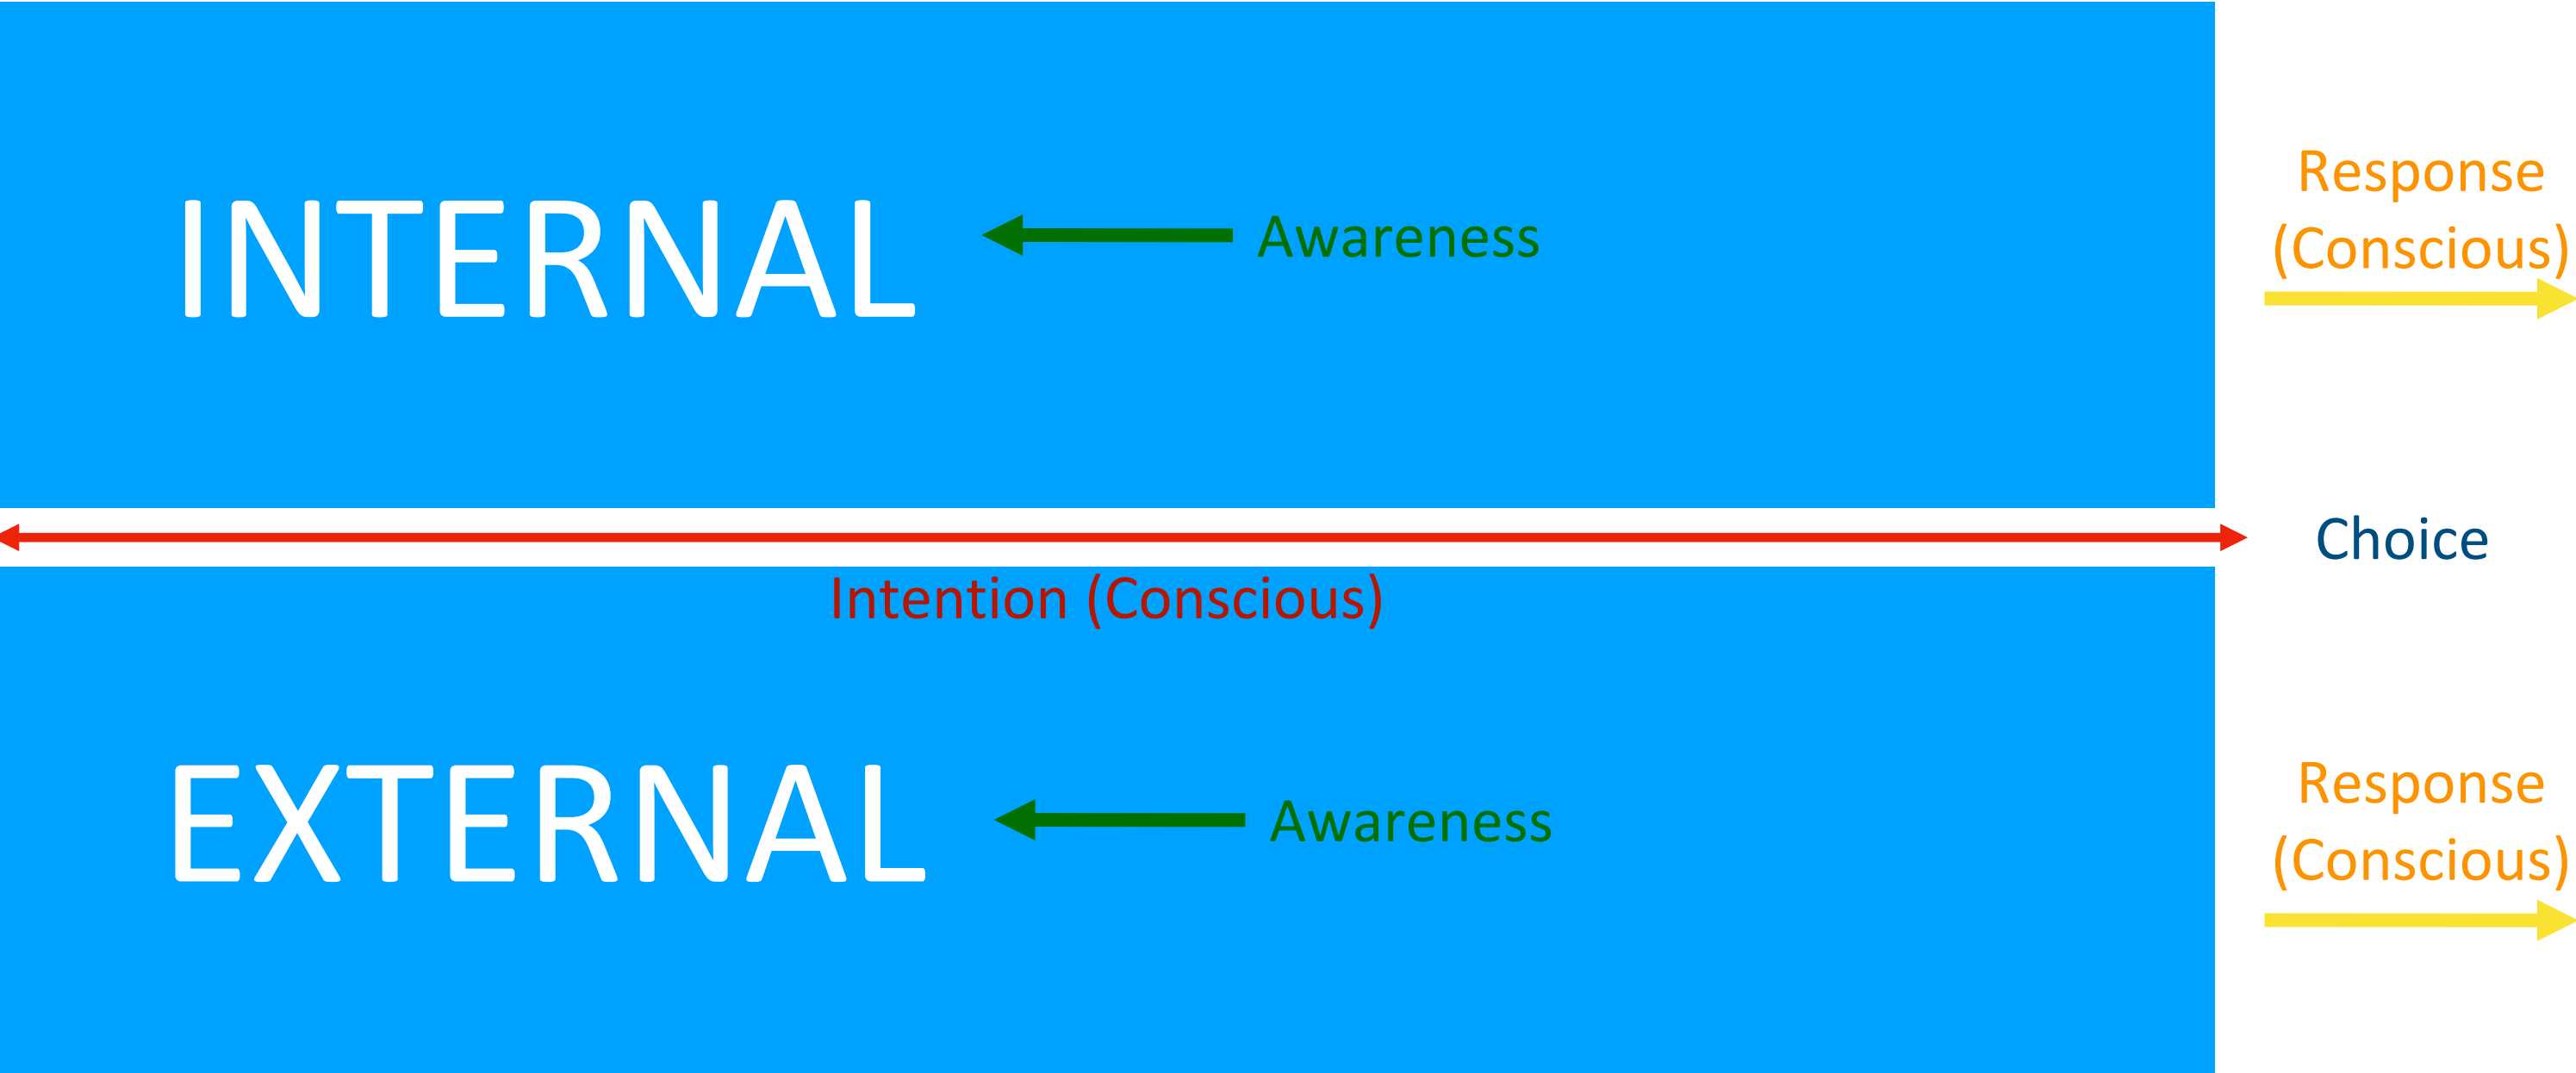 INTERNAL
Awareness
Response
(Conscious)
Choice
Intention (Conscious)
EXTERNAL
Awareness
Response
(Conscious)